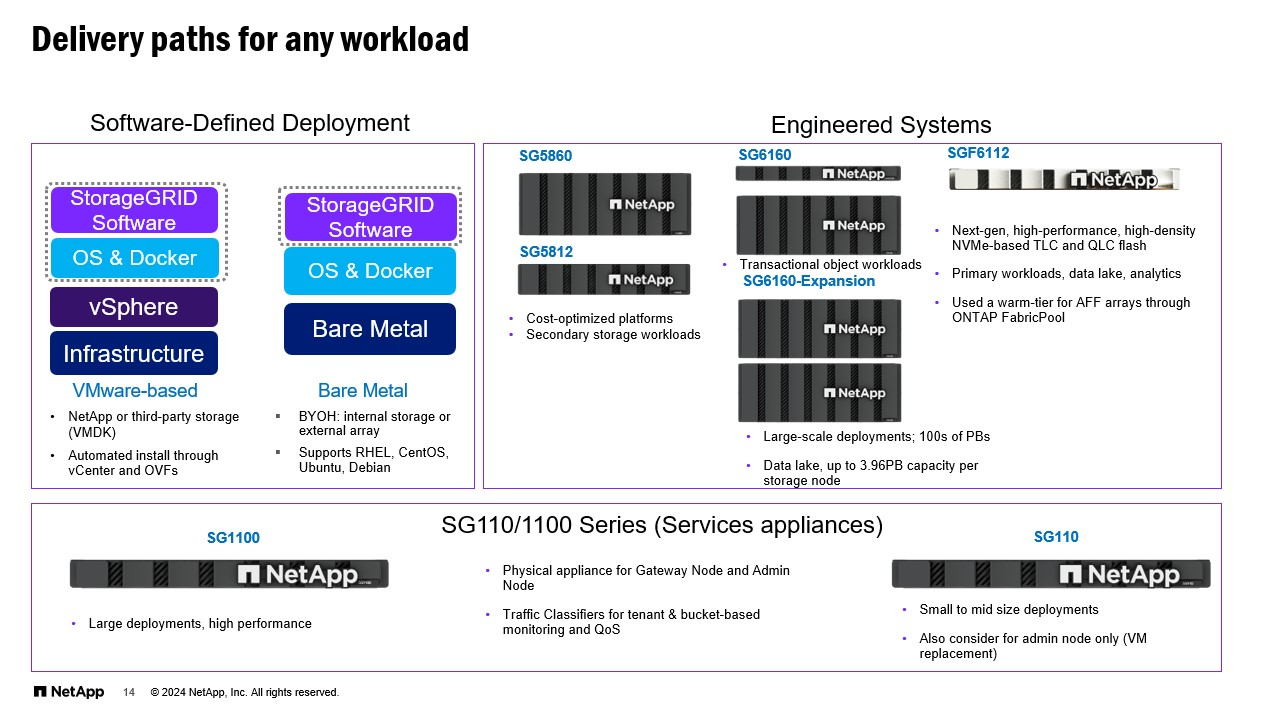 Delivery paths for any workload
Software-Defined Deployment
StorageGRID
Software
OS & Docker
vSphere
Infrastructure
VMware-based
• NetApp or third-party storage
(VMDK)
• Automated install through
vCenter and OVFs
StorageGRID
Software
OS & Docker
Bare Metal
Bare Metal
▪ BYOH: internal storage or
external array
▪ Supports RHEL, CentOS,
Ubuntu, Debian
Engineered Systems
SG5860
NetApp
SG5812
NetApp
• Cost-optimized platforms
• Secondary storage workloads
SG6160
NetApp
NetApp
• Transactional object workloads
SG6160-Expansion
NetApp
NetApp
• Large-scale deployments; 100s of PBs
• Data lake, up to 3.96PB capacity per
storage node
SGF6112
NetApp
• Next-gen, high-performance, high-density
NVMe-based TLC and QLC flash
• Primary workloads, data lake, analytics
• Used a warm-tier for AFF arrays through
ONTAP FabricPool
SG110/1100 Series (Services appliances)
SG1100
NetApp
• Large deployments, high performance
• Physical appliance for Gateway Node and Admin
Node
• Traffic Classifiers for tenant & bucket-based
monitoring and QoS
SG110
NetApp
• Small to mid size deployments
• Also consider for admin node only (VM
replacement)
NetApp 14 © 2024 NetApp, Inc. All rights reserved.